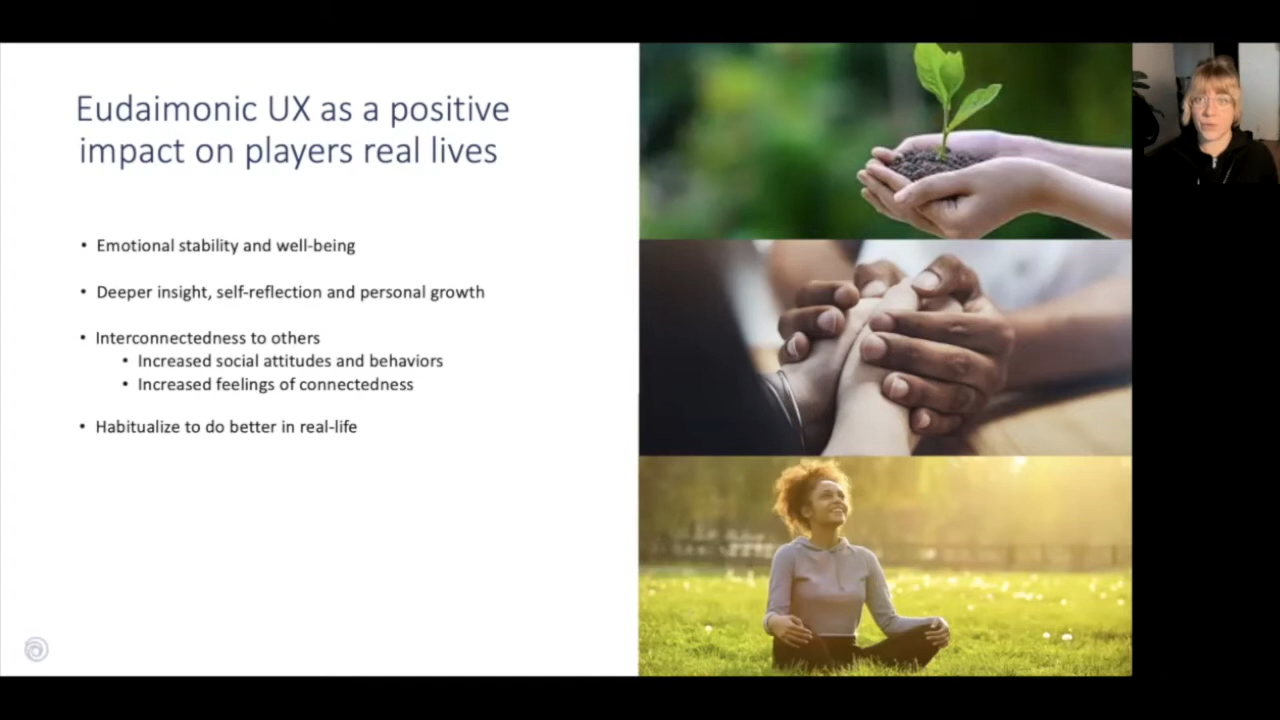 Eudaimonic UX as a positive
impact on players real lives
• Emotional stability and well-being
• Deeper insight, self-reflection and personal growth
• Interconnectedness to others
• Increased social attitudes and behaviors
• Increased feelings of connectedness
• Habitualize to do better in real-life